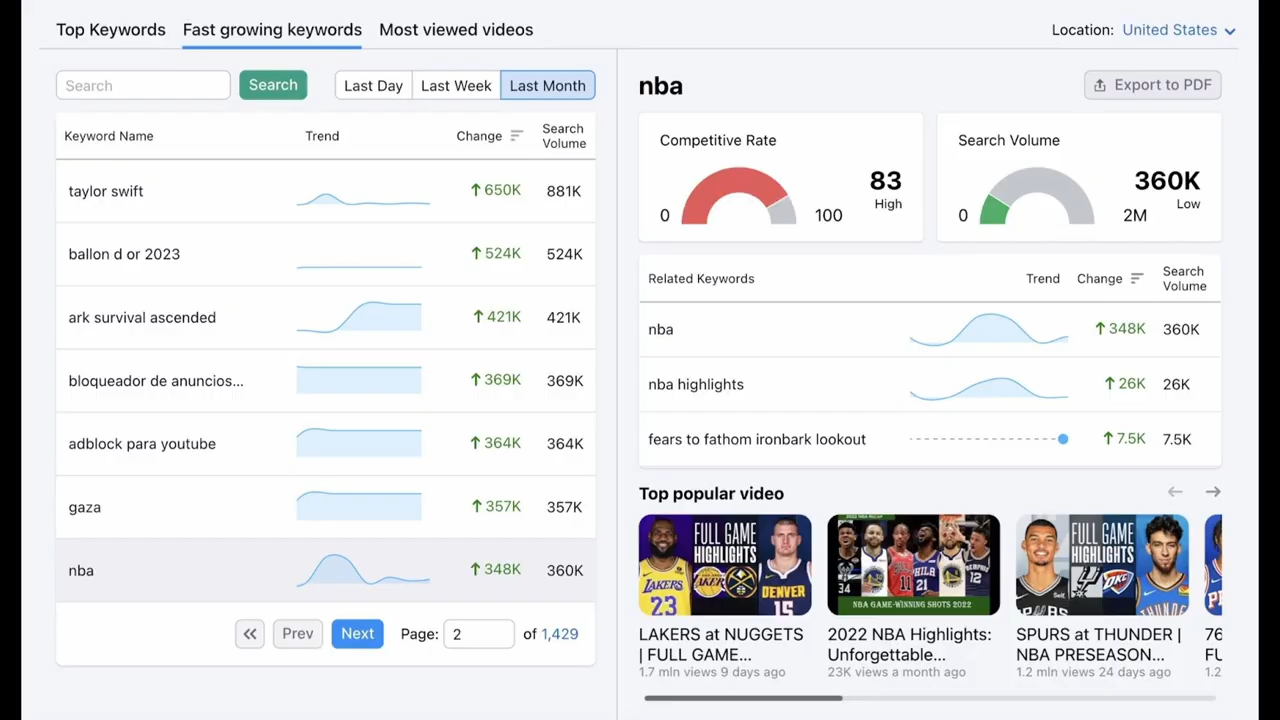 Top Keywords Fast growing keywords Most viewed videos
Location: United States
Search Search Last Day Last Week Last Month
Keyword Name Trend Change Search Volume
taylor swift 650K 881K
ballon d or 2023 524K 524K
ark survival ascended 421K 421K
bloqueador de anuncios... 369K 369K
adblock para youtube 364K 364K
gaza 357K 357K
nba 348K 360K
Prev Next Page: 2 of 1,429
nba
Export to PDF
Competitive Rate
0 100
83
High
Search Volume
0 2M
360K
Low
Related Keywords Trend Change Search Volume
nba 348K 360K
nba highlights 26K 26K
fears to fathom ironbark lookout 7.5K 7.5K
Top popular video
FULL GAME
HIGHLIGHTS
LAKERS
23
DENVER
15
LAKERS at NUGGETS
| FULL GAME...
1.7 mln views 9 days ago
34
11
21
12
NBA GAME-WINNING SHOTS 2022
2022 NBA Highlights:
Unforgettable...
23K views a month ago
FULL GAME
HIGHLIGHTS
OKC
SPURS at THUNDER |
NBA PRESEASON...
1.2 mln views 24 days ago
76
FU
1.2